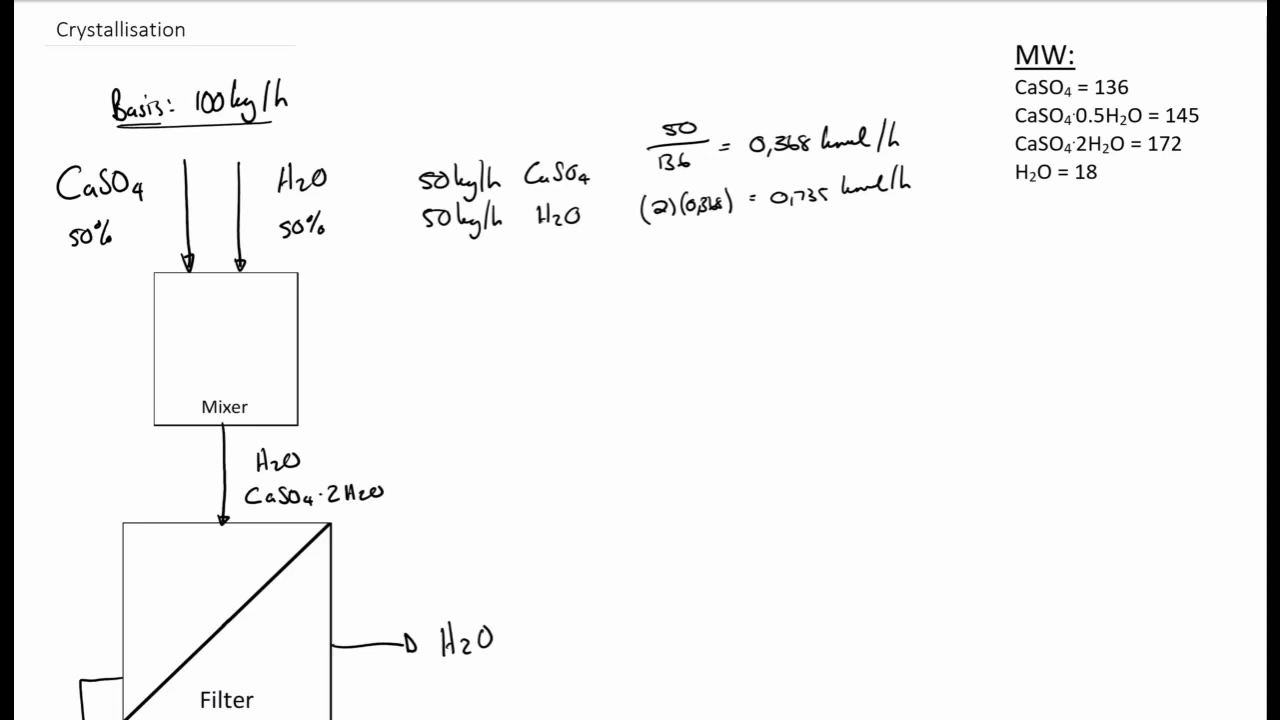 Crystallisation
MW:
CaSO₄ = 136
CaSO₄·0.5H₂O = 145
CaSO₄·2H₂O = 172
H₂O = 18
Basis: 100kg/h
CaSO₄
50%
H₂O
50%
50kg/h CaSO₄
50kg/h H₂O
50/136 = 0,368 kmol/h
(2)(0,368) = 0,735 kmol/h
Mixer
H₂O
CaSO₄·2H₂O
H₂O
Filter